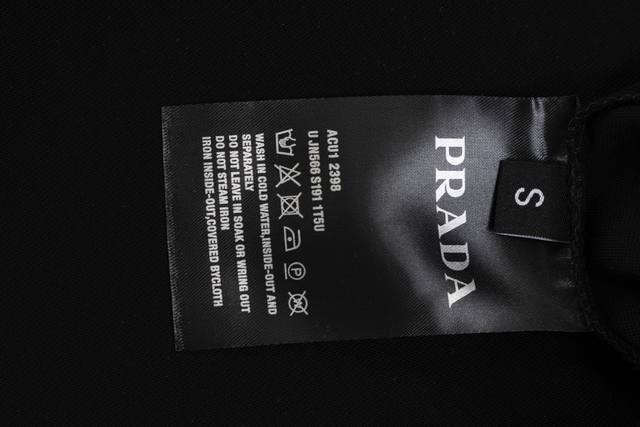 S
PRADA
ACU1 2398
U JN566 S191 1T5U
WASH IN COLD WATER,INSIDE-OUT AND
SEPARATELY
DO NOT LEAVE IN SOAK OR WRING OUT
DO NOT STEAM IRON
IRON INSIDE-OUT,COVERED BYCLOTH